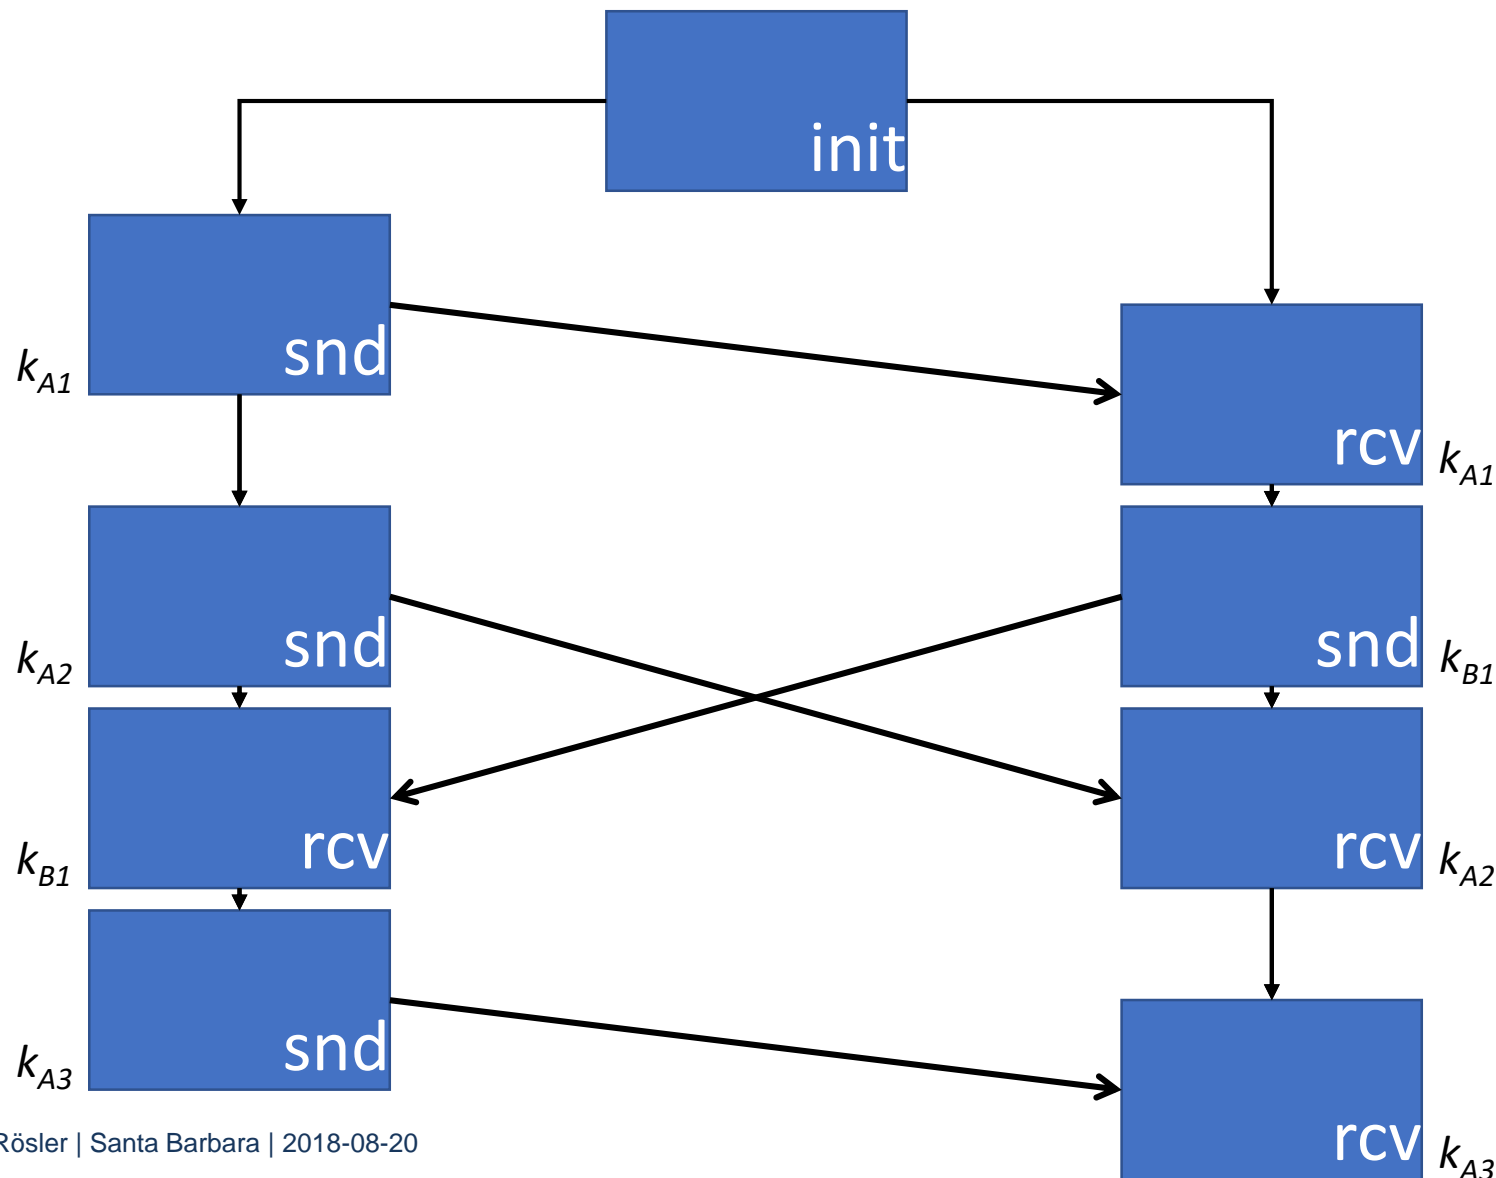 init
snd
k_A1
rcv
k_A1
snd
k_A2
snd
k_B1
rcv
k_B1
rcv
k_A2
snd
k_A3
Rösler | Santa Barbara | 2018-08-20
rcv
k_A3